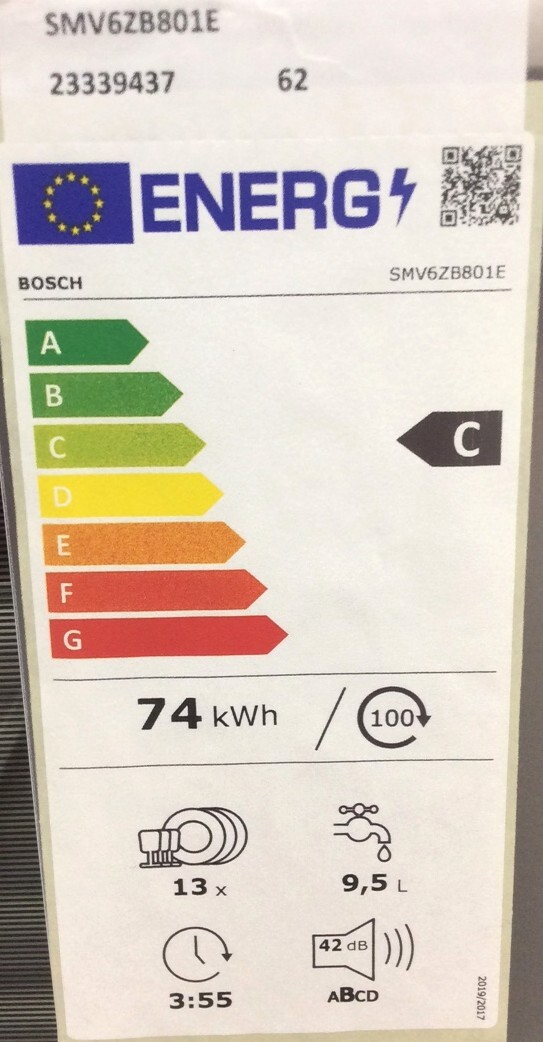 SMV6ZB801E
23339437 62
ENERG
BOSCH SMV6ZB801E
A
B
C
C
D
E
F
G
74 kWh / 100
13 x 9,5 L
42 dB
3:55 ABCD
2019/2017